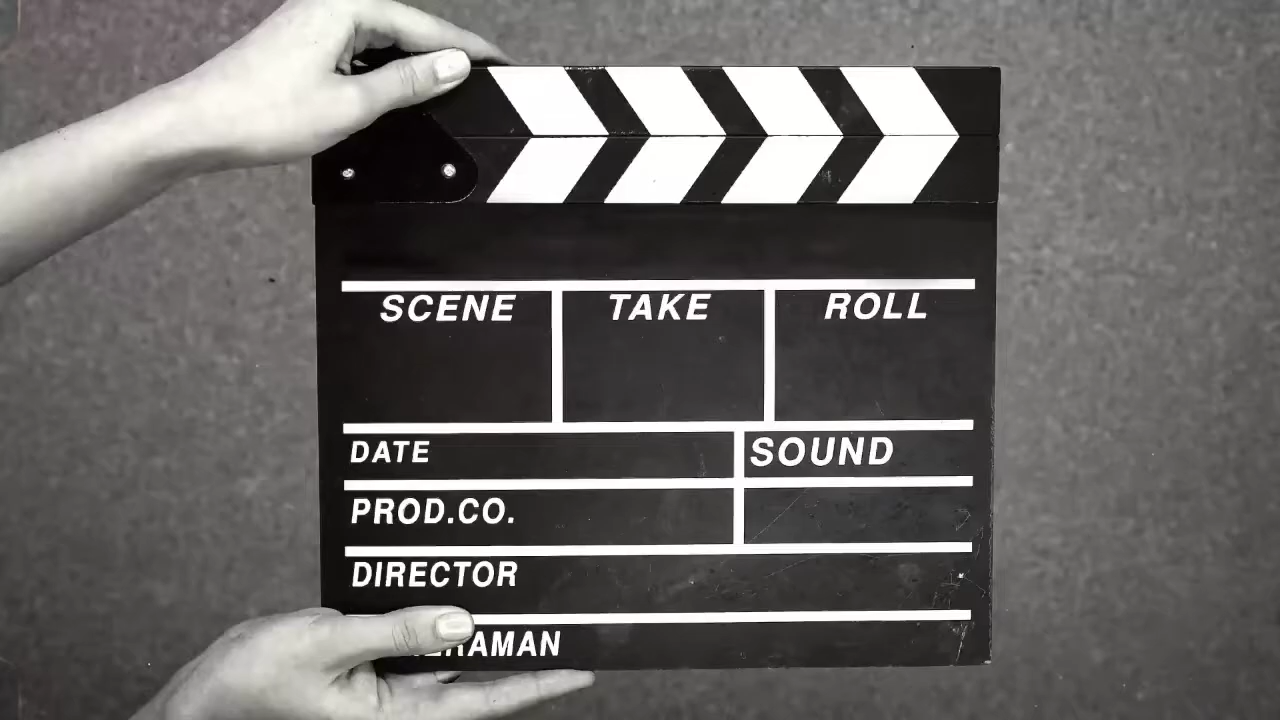 SCENE TAKE ROLL
DATE SOUND
PROD.CO.
DIRECTOR